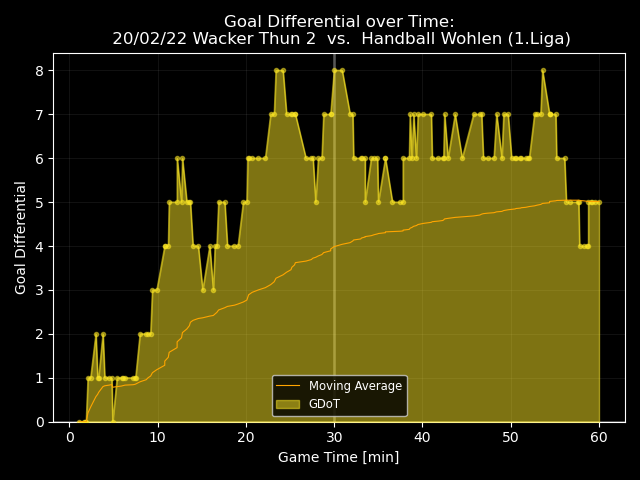 Goal Differential over Time:
20/02/22 Wacker Thun 2  vs.  Handball Wohlen (1.Liga)
Goal Differential
8
7
6
5
4
3
2
1
0
0 10 20 30 40 50 60
Game Time [min]
Moving Average
GDoT